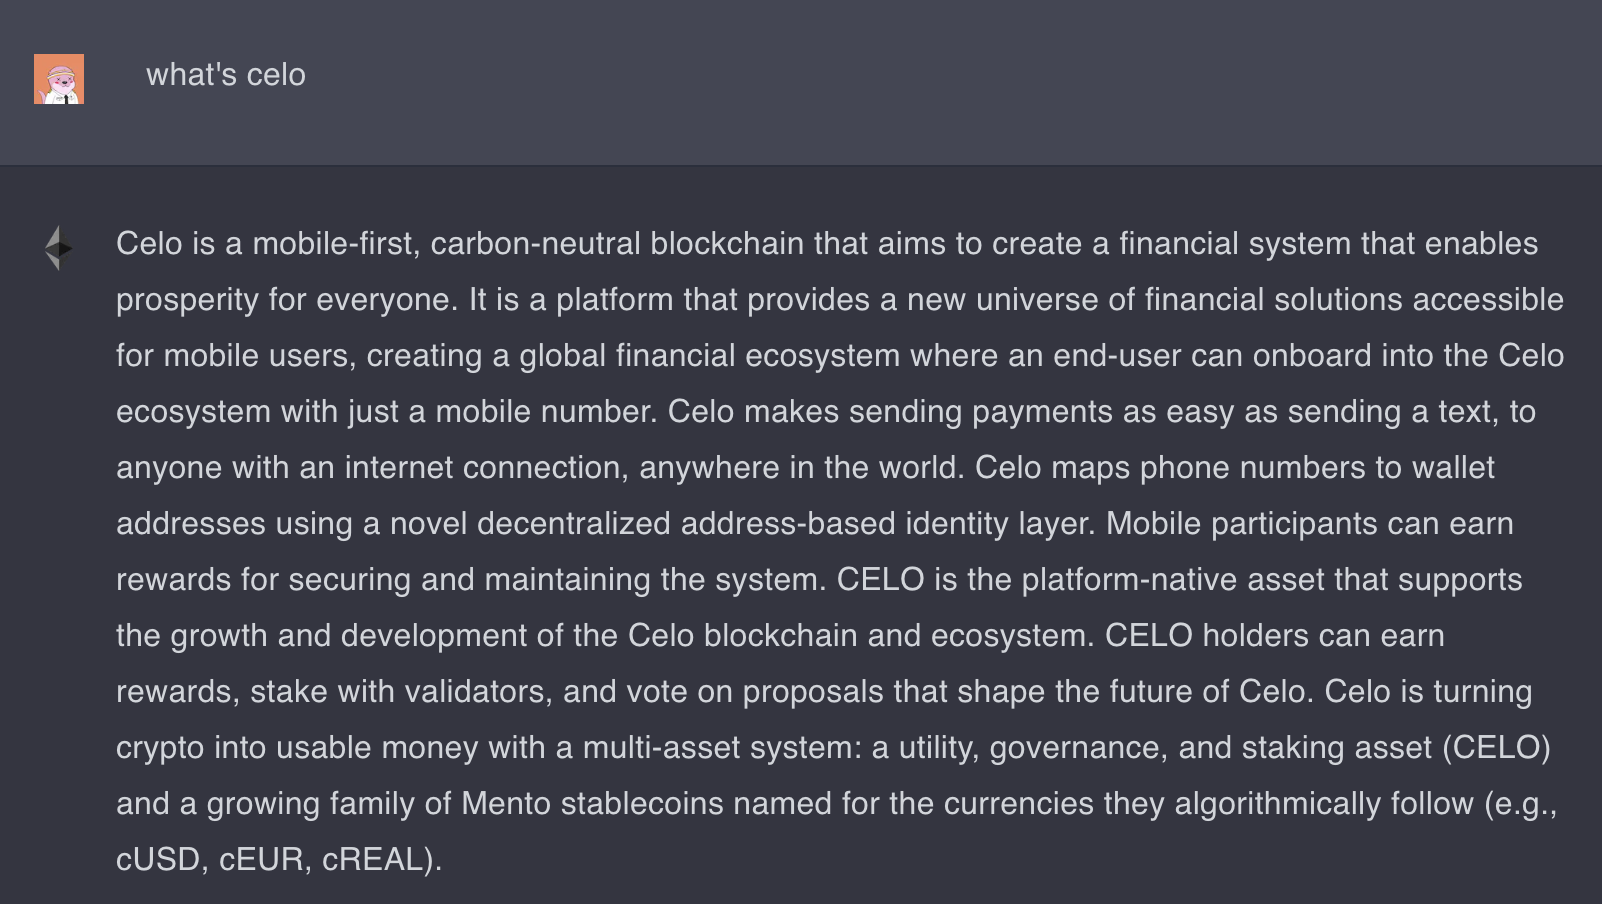 what's celo
Celo is a mobile-first, carbon-neutral blockchain that aims to create a financial system that enables
prosperity for everyone. It is a platform that provides a new universe of financial solutions accessible
for mobile users, creating a global financial ecosystem where an end-user can onboard into the Celo
ecosystem with just a mobile number. Celo makes sending payments as easy as sending a text, to
anyone with an internet connection, anywhere in the world. Celo maps phone numbers to wallet
addresses using a novel decentralized address-based identity layer. Mobile participants can earn
rewards for securing and maintaining the system. CELO is the platform-native asset that supports
the growth and development of the Celo blockchain and ecosystem. CELO holders can earn
rewards, stake with validators, and vote on proposals that shape the future of Celo. Celo is turning
crypto into usable money with a multi-asset system: a utility, governance, and staking asset (CELO)
and a growing family of Mento stablecoins named for the currencies they algorithmically follow (e.g.,
cUSD, cEUR, cREAL).